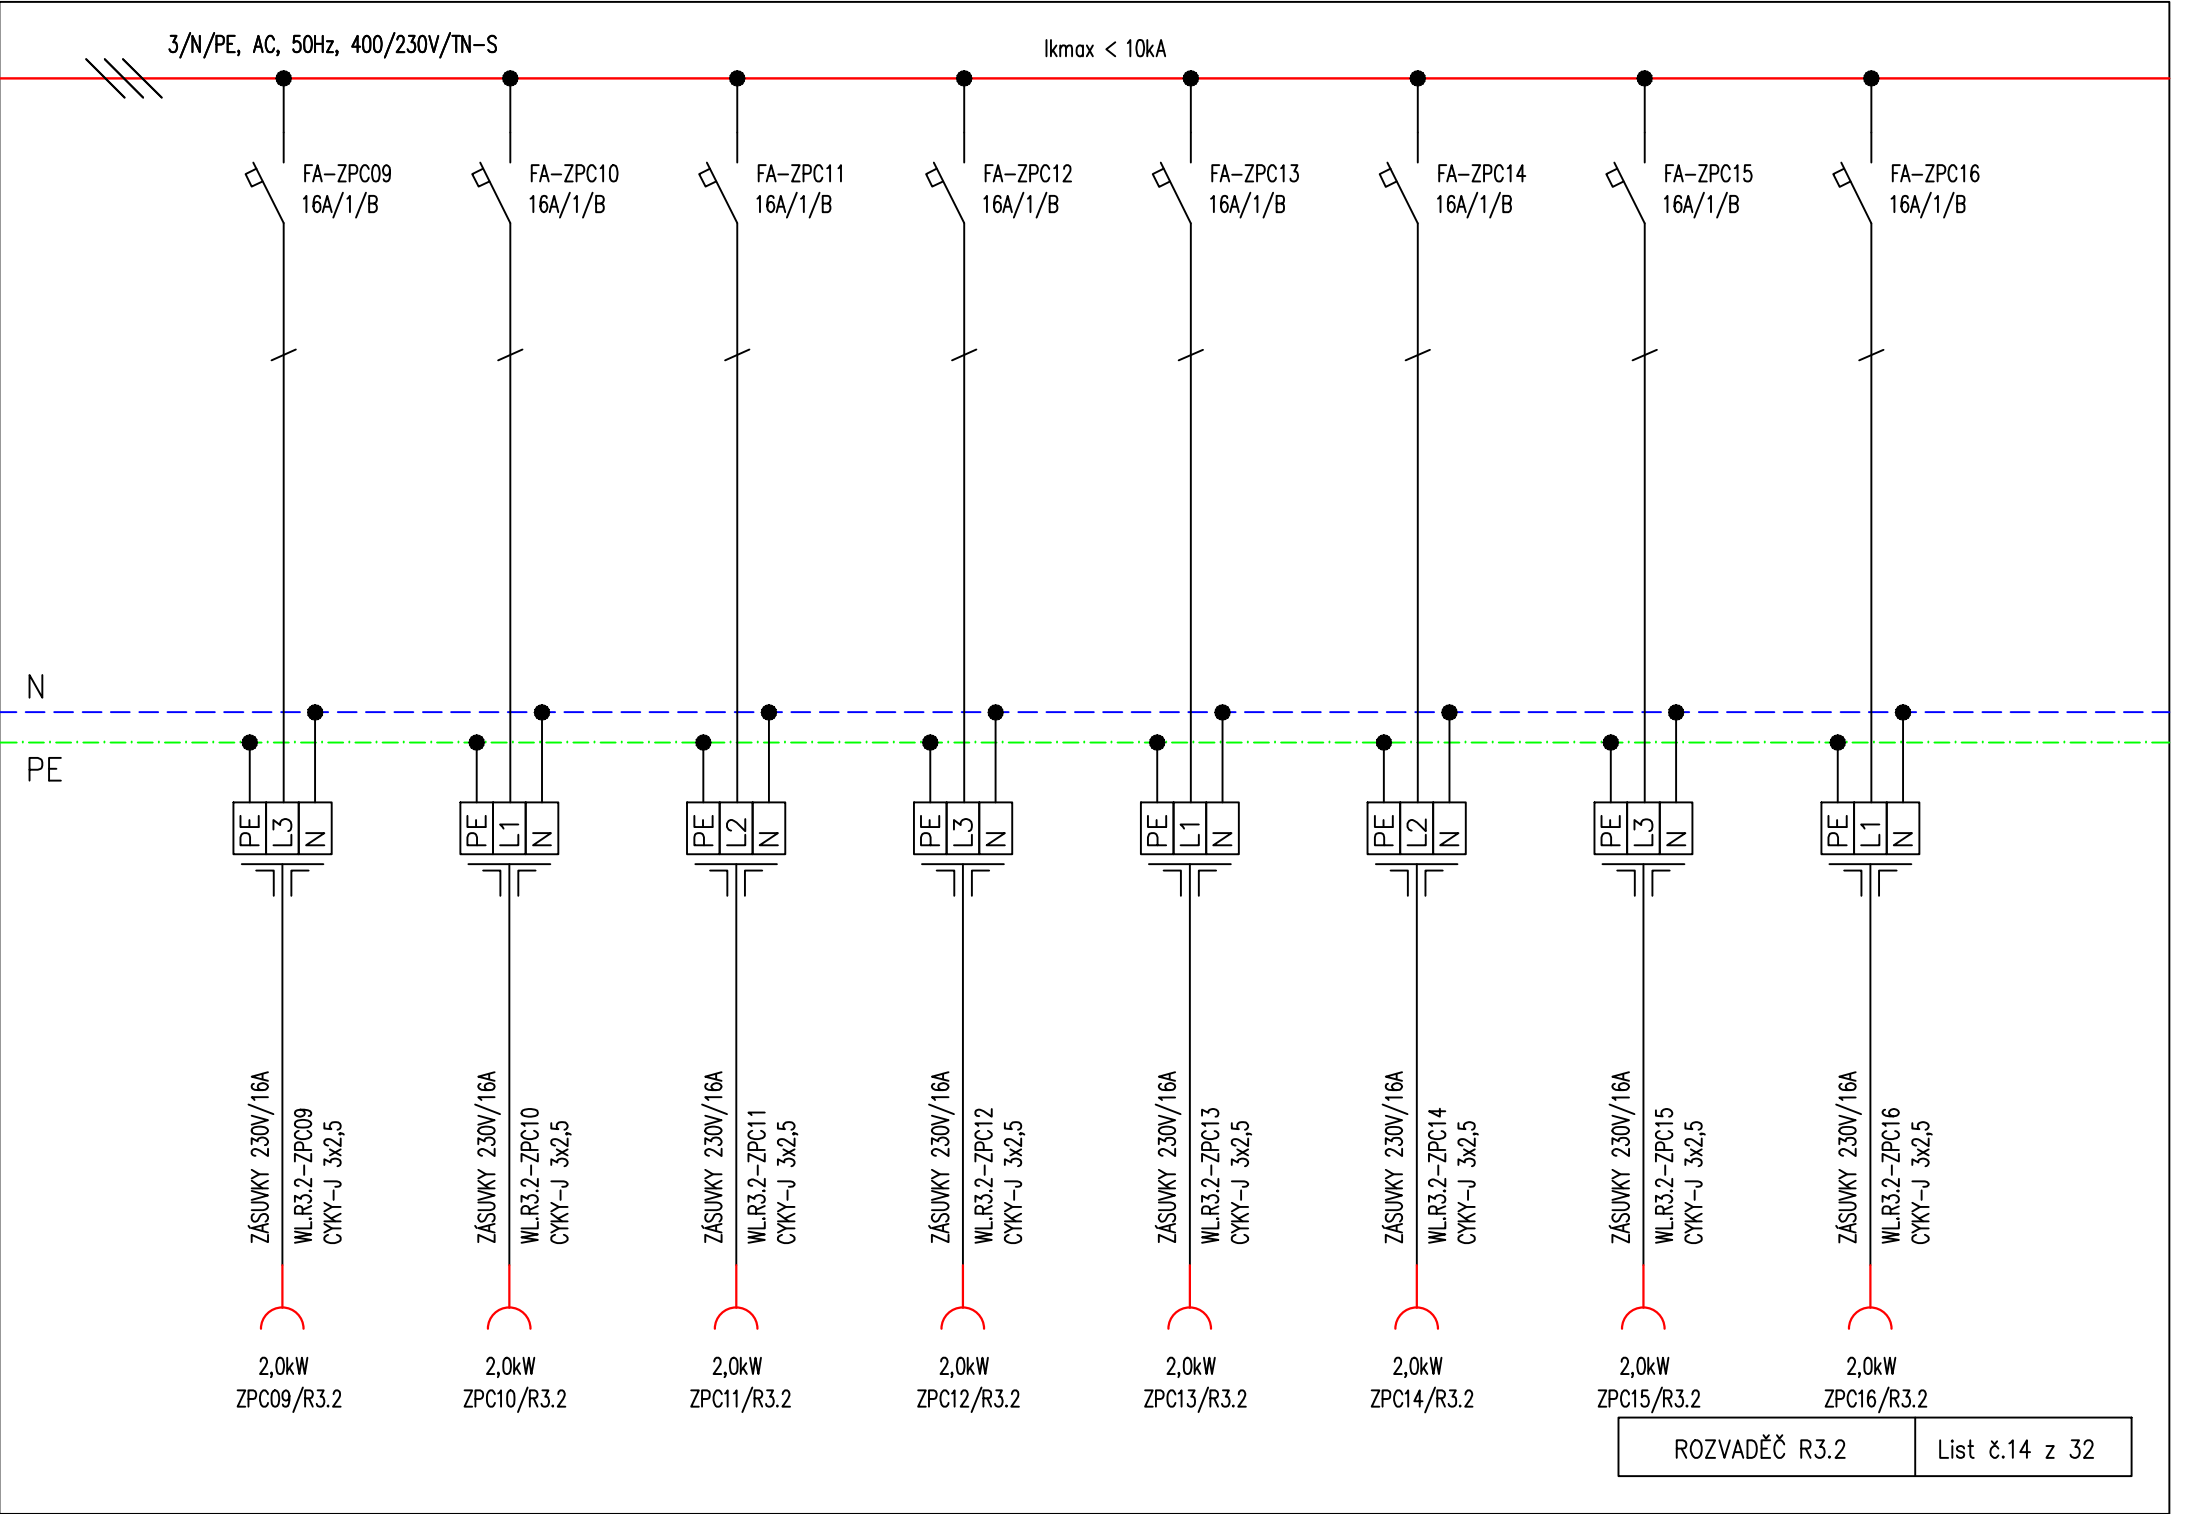 3/N/PE, AC, 50Hz, 400/230V/TN-S
Ikmax < 10kA
FA-ZPC09
16A/1/B
FA-ZPC10
16A/1/B
FA-ZPC11
16A/1/B
FA-ZPC12
16A/1/B
FA-ZPC13
16A/1/B
FA-ZPC14
16A/1/B
FA-ZPC15
16A/1/B
FA-ZPC16
16A/1/B
N
PE
PE L3 N
PE L1 N
PE L2 N
PE L3 N
PE L1 N
PE L2 N
PE L3 N
PE L1 N
ZÁSUVKY 230V/16A
WL.R3.2-ZPC09
CYKY-J 3x2,5
ZÁSUVKY 230V/16A
WL.R3.2-ZPC10
CYKY-J 3x2,5
ZÁSUVKY 230V/16A
WL.R3.2-ZPC11
CYKY-J 3x2,5
ZÁSUVKY 230V/16A
WL.R3.2-ZPC12
CYKY-J 3x2,5
ZÁSUVKY 230V/16A
WL.R3.2-ZPC13
CYKY-J 3x2,5
ZÁSUVKY 230V/16A
WL.R3.2-ZPC14
CYKY-J 3x2,5
ZÁSUVKY 230V/16A
WL.R3.2-ZPC15
CYKY-J 3x2,5
ZÁSUVKY 230V/16A
WL.R3.2-ZPC16
CYKY-J 3x2,5
2,0kW
ZPC09/R3.2
2,0kW
ZPC10/R3.2
2,0kW
ZPC11/R3.2
2,0kW
ZPC12/R3.2
2,0kW
ZPC13/R3.2
2,0kW
ZPC14/R3.2
2,0kW
ZPC15/R3.2
2,0kW
ZPC16/R3.2
ROZVADĚČ R3.2
List č.14 z 32